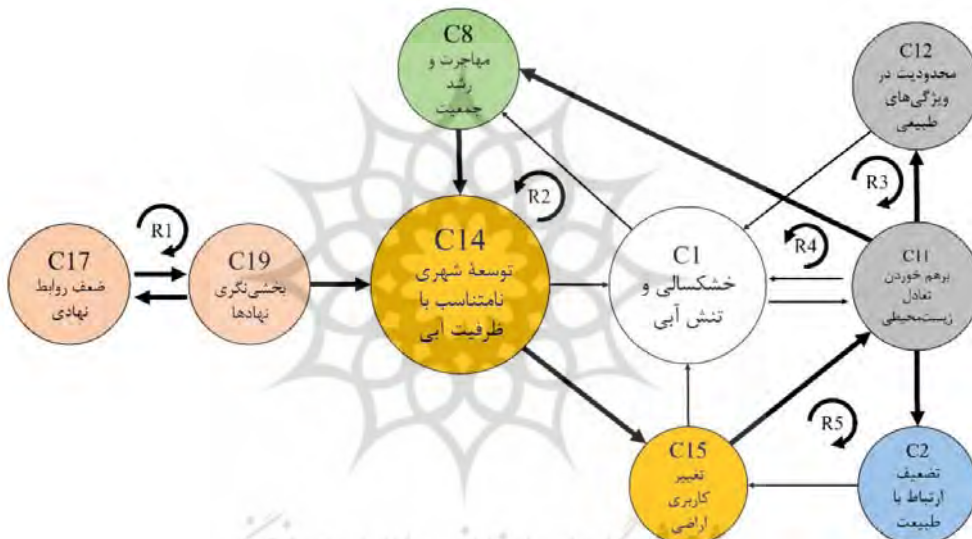 C8
مهاجرت و
رشد
جمعیت
C12
محدودیت در
ویژگی‌های
طبیعی
R3
R2
R1
C17
ضعف روابط
نهادی
C19
بخشی‌نگری
نهادها
C14
توسعهٔ شهری
نامتناسب با
ظرفیت آبی
C1
خشکسالی و
تنش آبی
R4
C11
برهم خوردن
تعادل
زیست‌محیطی
R5
C15
تغییر
کاربری
اراضی
C2
تضعیف
ارتباط با
طبیعت